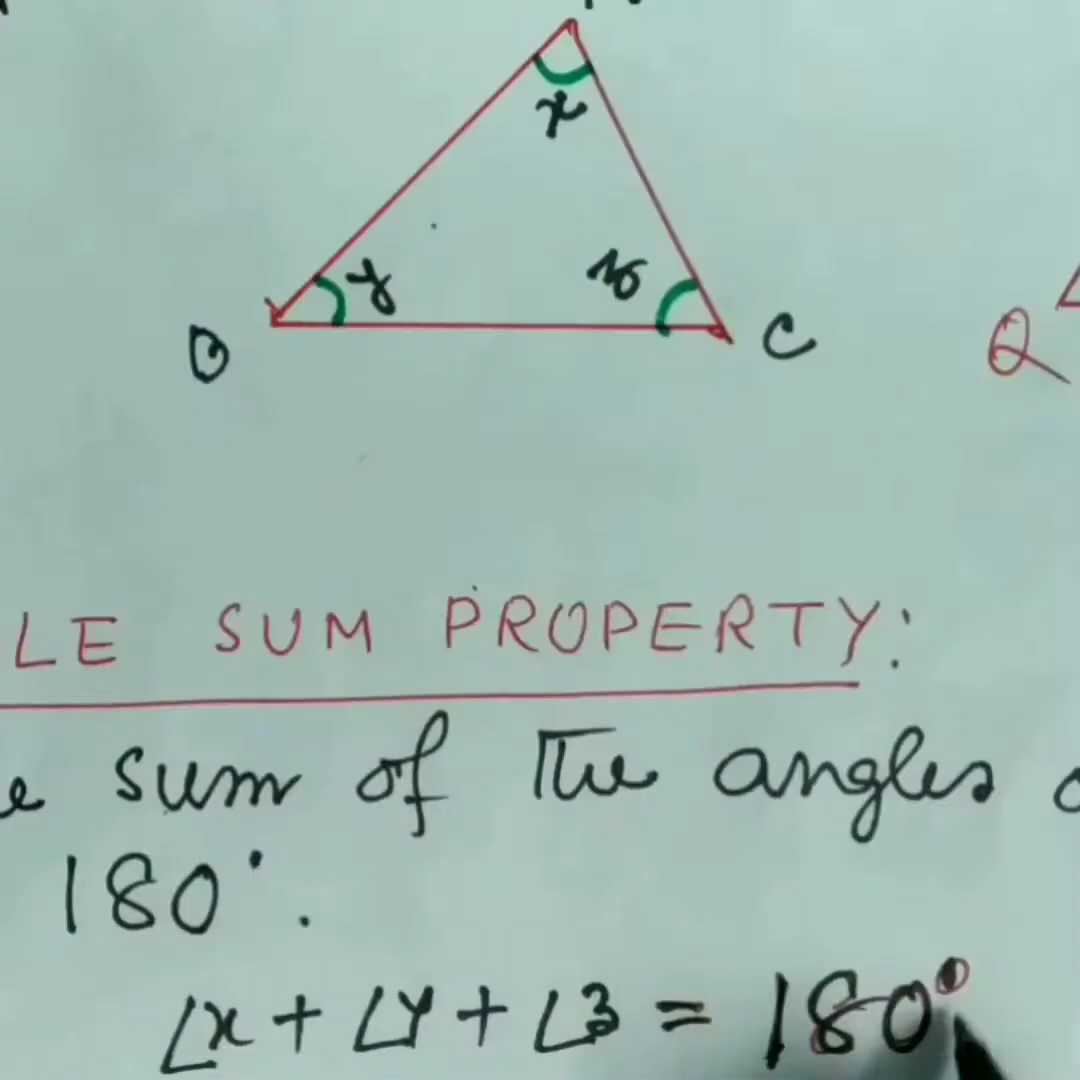 x
y z
B C Q
LE SUM PROPERTY:
e sum of the angles
180°.
∠x + ∠y + ∠z = 180°